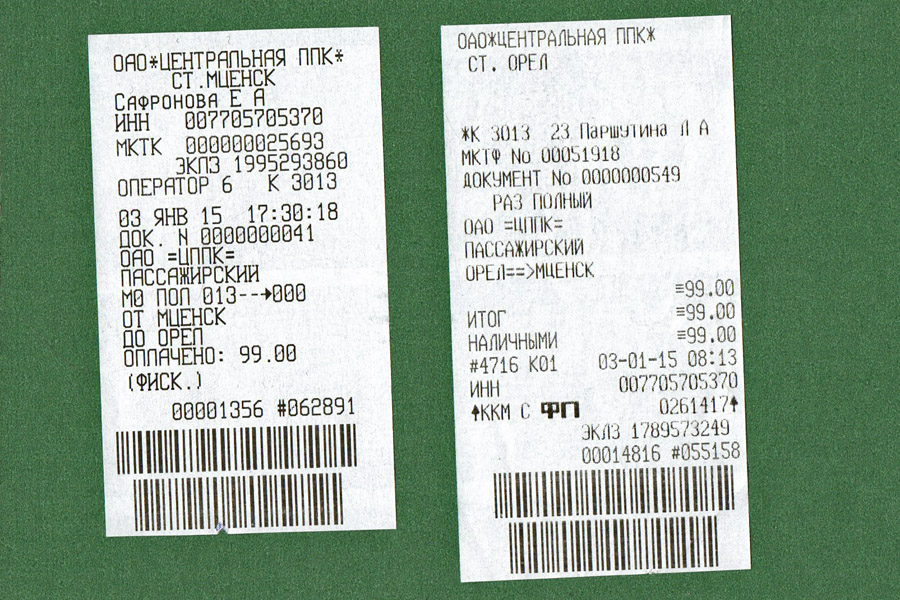 ОАО*ЦЕНТРАЛЬНАЯ ППК*
СТ.МЦЕНСК
Сафронова Е А
ИНН 007705705370
МКТК 000000025693
ЭКЛЗ 1995293860
ОПЕРАТОР 6 К 3013
03 ЯНВ 15 17:30:18
ДОК. N 0000000041
ОАО =ЦППК=
ПАССАЖИРСКИЙ
М0 ПОЛ 013--→000
ОТ МЦЕНСК
ДО ОРЕЛ
ОПЛАЧЕНО: 99.00
(ФИСК.)
00001356 #062891
ОАО*ЦЕНТРАЛЬНАЯ ППК*
СТ. ОРЕЛ
*К 3013 23 Паршутина Л А
МКТФ No 00051918
ДОКУМЕНТ No 0000000549
РАЗ ПОЛНЫЙ
ОАО =ЦППК=
ПАССАЖИРСКИЙ
ОРЕЛ==>МЦЕНСК
≡99.00
ИТОГ ≡99.00
НАЛИЧНЫМИ ≡99.00
#4716 К01 03-01-15 08:13
ИНН 007705705370
↑ККМ С ФП 0261417↑
ЭКЛЗ 1789573249
00014816 #055158